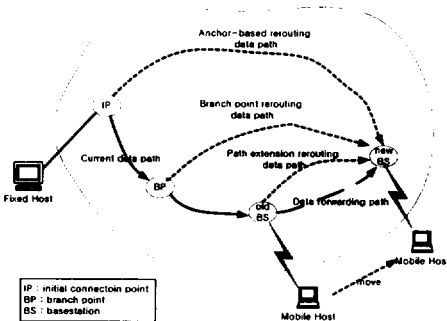 Anchor-based rerouting
data path
IP
Branch point rerouting
data path
Current data path
Path extension rerouting
data path
new
BS
Fixed Host
BP
old
BS
Data forwarding path
Mobile Host
move
Mobile Host
IP : initial connectoin point
BP : branch point
BS : basestation